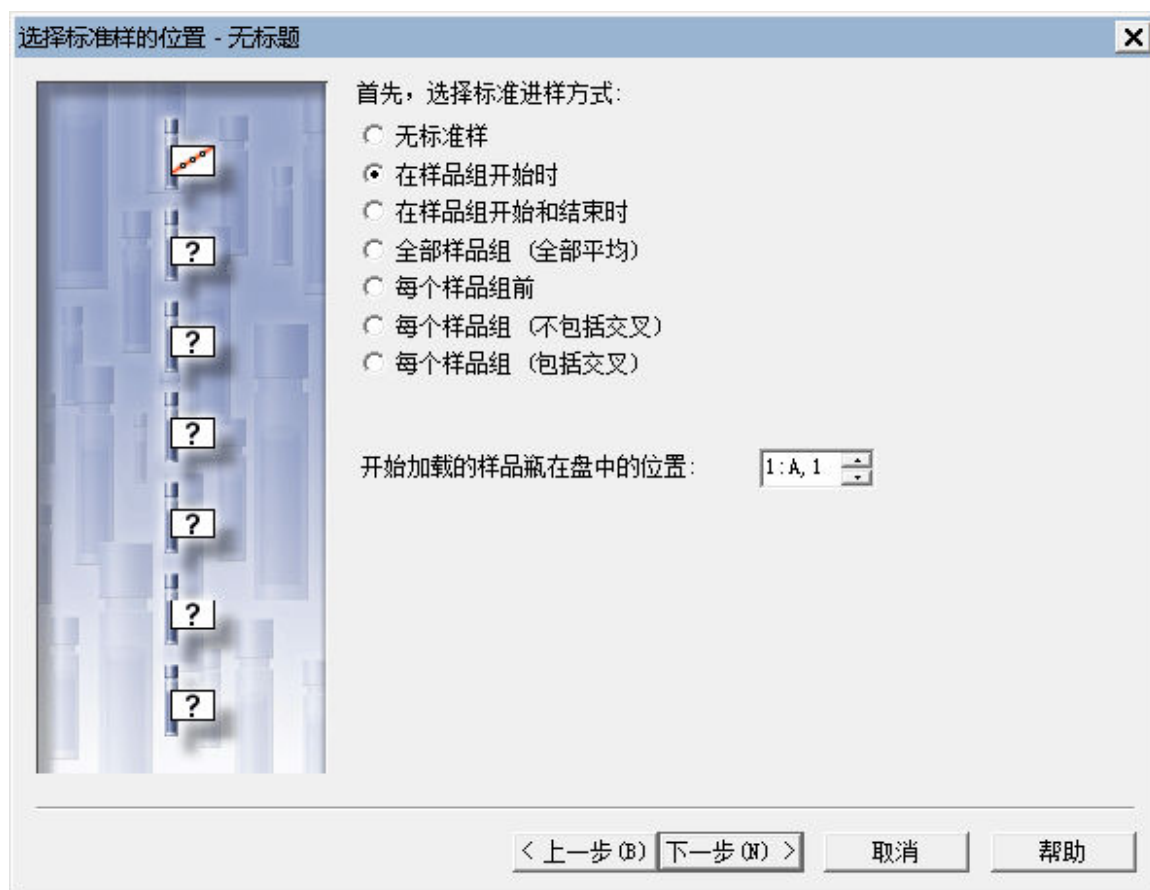 选择标准样的位置 - 无标题
首先，选择标准进样方式:
无标准样
在样品组开始时
在样品组开始和结束时
全部样品组 (全部平均)
每个样品组前
每个样品组 (不包括交叉)
每个样品组 (包括交叉)
开始加载的样品瓶在盘中的位置: 1:A,1
?
?
?
?
?
?
< 上一步(B) 下一步(N) > 取消 帮助